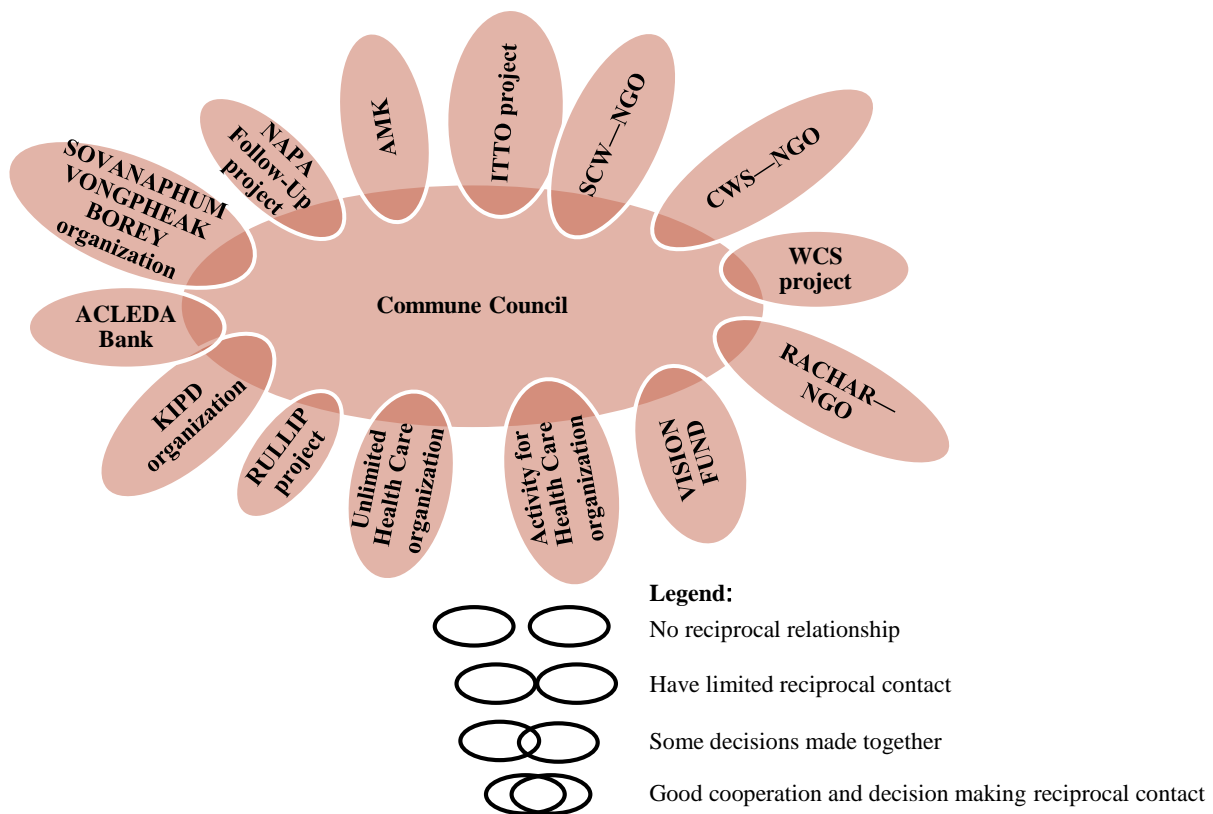 SOVANAPHUM
VONGPHEAK
BOREY
organization
NAPA
Follow-Up
project
AMK
ITTO project
SCW—NGO
CWS—NGO
WCS
project
Commune Council
ACLEDA
Bank
KIPD
organization
RULLIP
project
Unlimited
Health Care
organization
Activity for
Health Care
organization
VISION
FUND
RACHAR—
NGO
Legend:
No reciprocal relationship
Have limited reciprocal contact
Some decisions made together
Good cooperation and decision making reciprocal contact